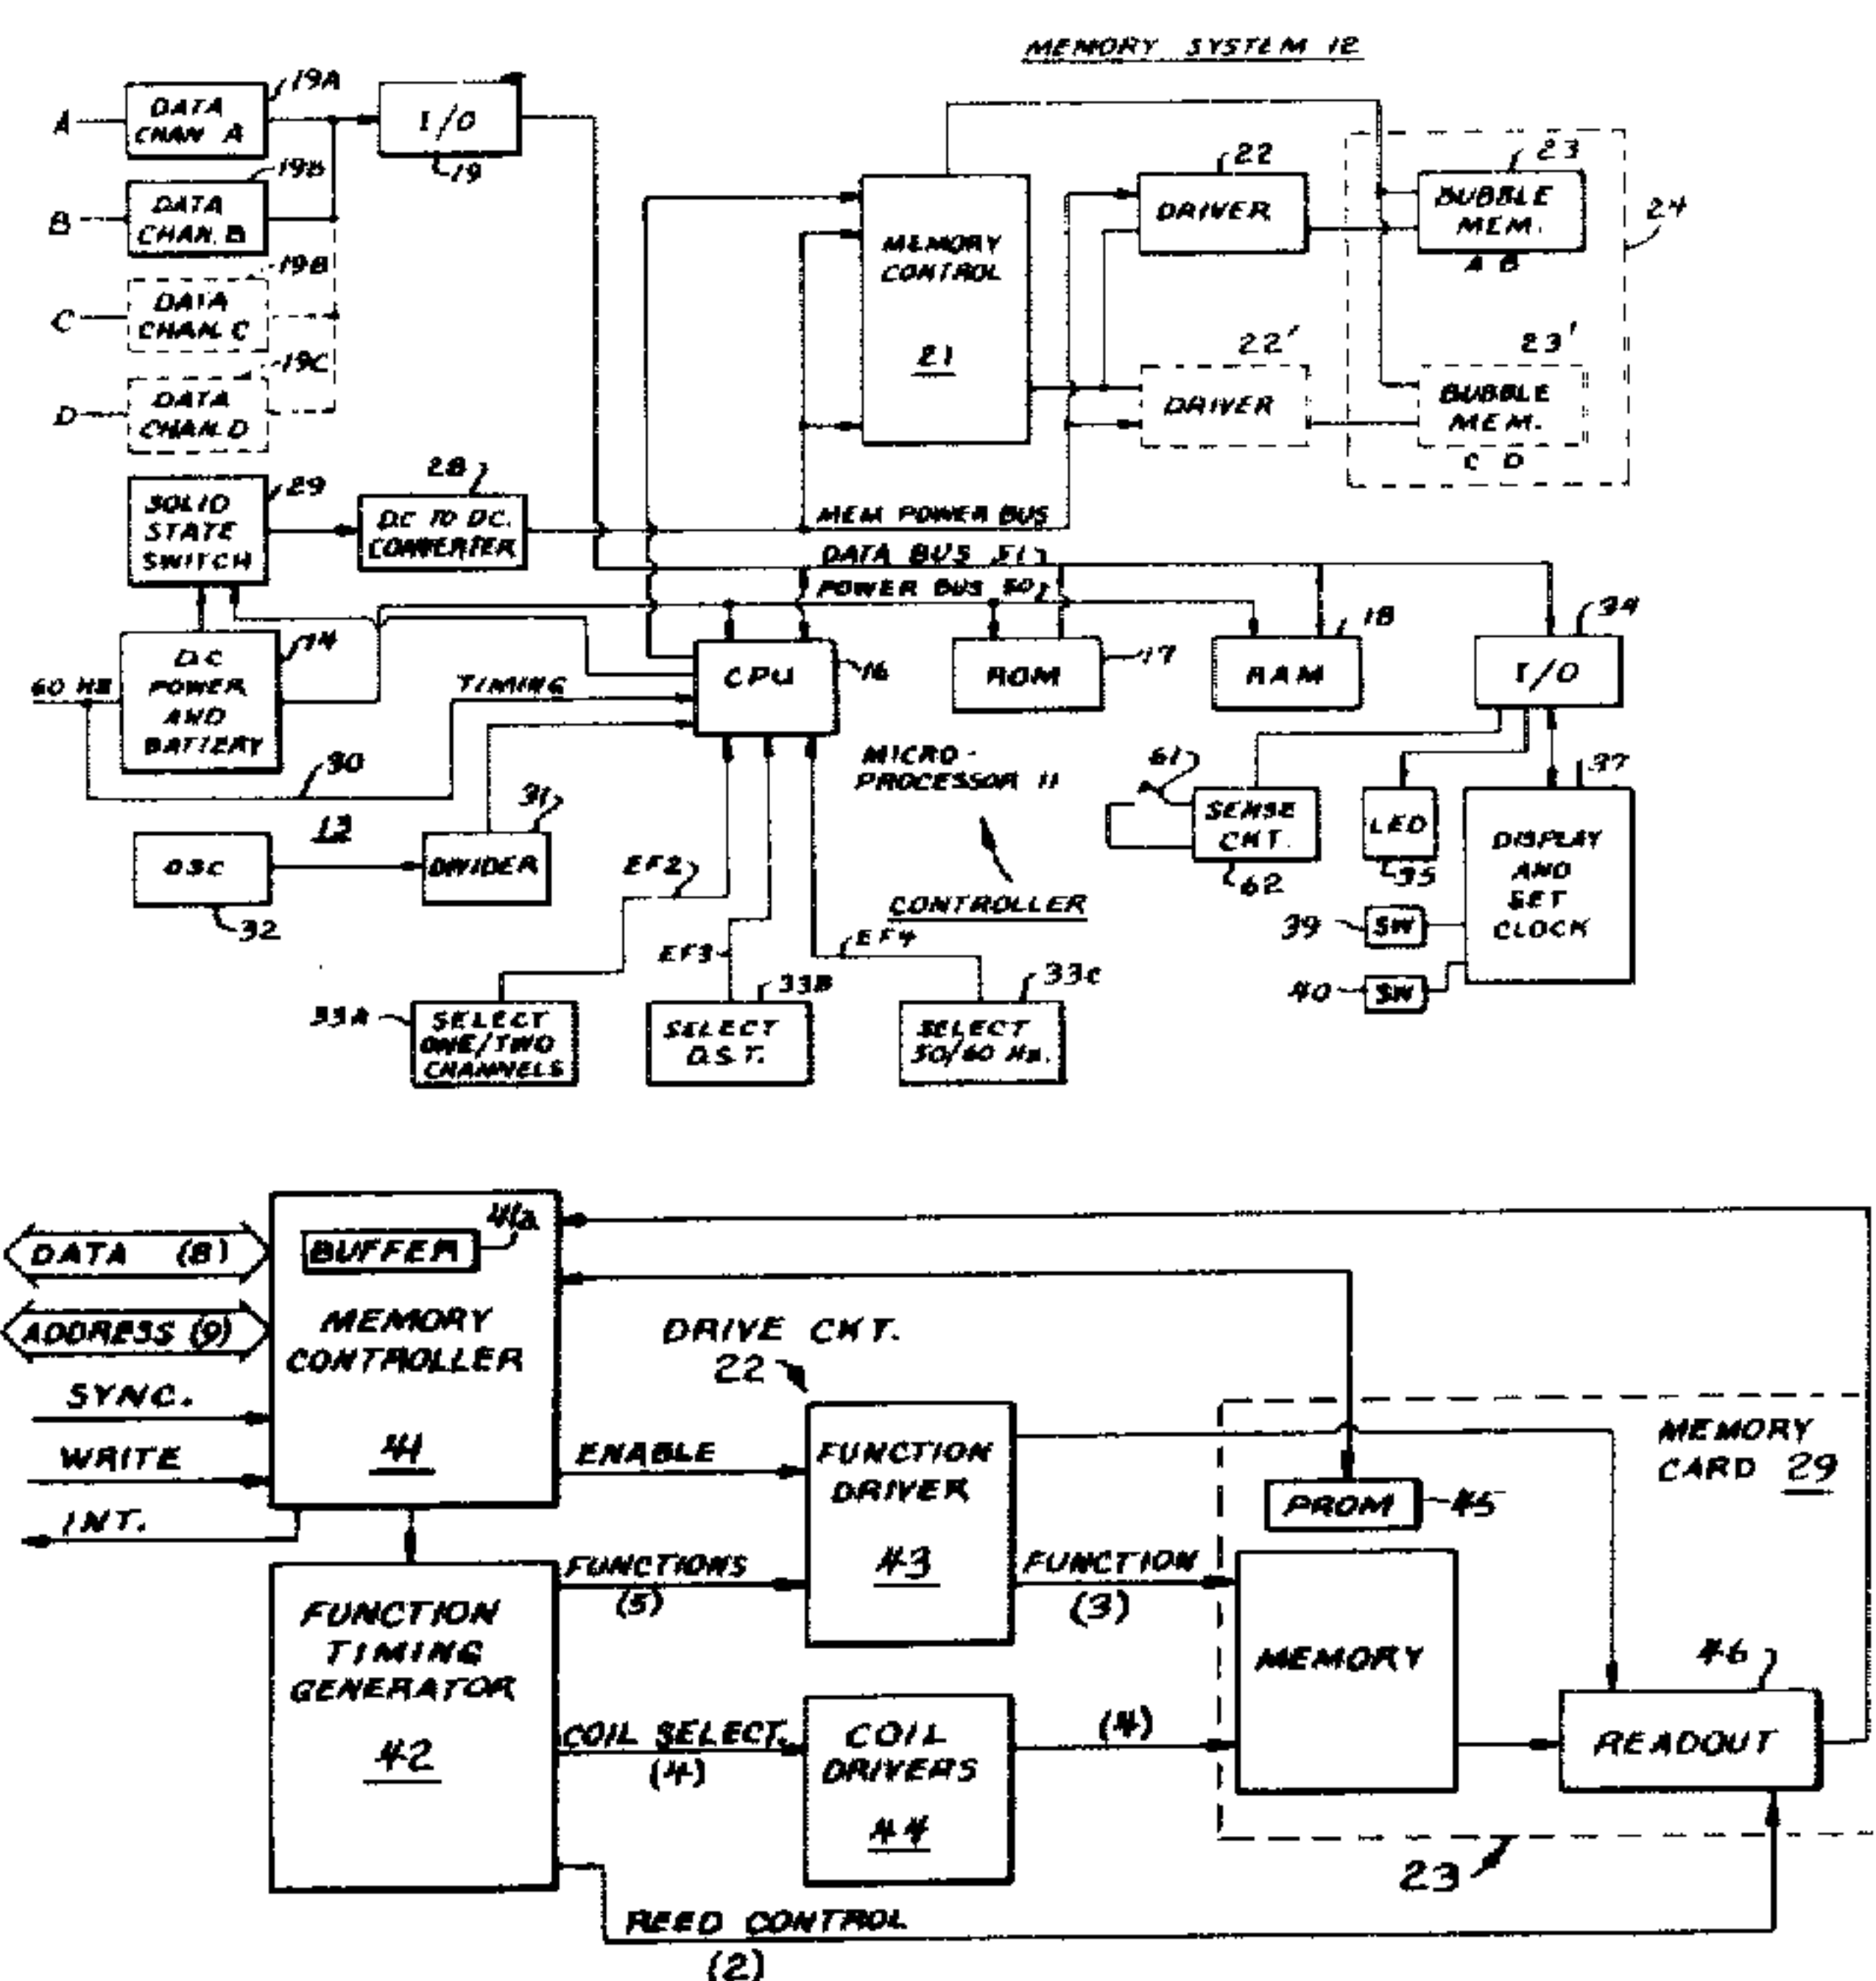 MEMORY SYSTEM 12
A
DATA
CHAN A
19A
I/O
19
B
DATA
CHAN. B
19B
C
DATA
CHAN. C
19B
D
DATA
CHAN. D
19C
MEMORY
CONTROL
21
DRIVER
22
BUBBLE
MEM.
23
A B
24
DRIVER
22'
BUBBLE
MEM.
23'
C D
SOLID
STATE
SWITCH
29
DC TO DC.
CONVERTER
28
MEM POWER BUS
DATA BUS 51
POWER BUS 50
60 HZ
DC
POWER
AND
BATTERY
14
30
TIMING
CPU
16
ROM
17
RAM
18
I/O
34
MICRO-
PROCESSOR 11
13
OSC
32
DIVIDER
31
61
SENSE
CKT.
62
LED
35
DISPLAY
AND
SET
CLOCK
37
39
SW
40
SW
CONTROLLER
EF2
EF3
EF4
33A
SELECT
ONE/TWO
CHANNELS
33B
SELECT
D.S.T.
33C
SELECT
50/60 Hz.
DATA (8)
ADDRESS (9)
SYNC.
WRITE
INT.
BUFFER
41a
MEMORY
CONTROLLER
41
DRIVE CKT.
22
ENABLE
FUNCTION
DRIVER
43
FUNCTIONS
(5)
FUNCTION
(3)
MEMORY
CARD 29
PROM
45
FUNCTION
TIMING
GENERATOR
42
COIL SELECT.
(4)
COIL
DRIVERS
44
(4)
MEMORY
READOUT
46
23
REED CONTROL
(2)